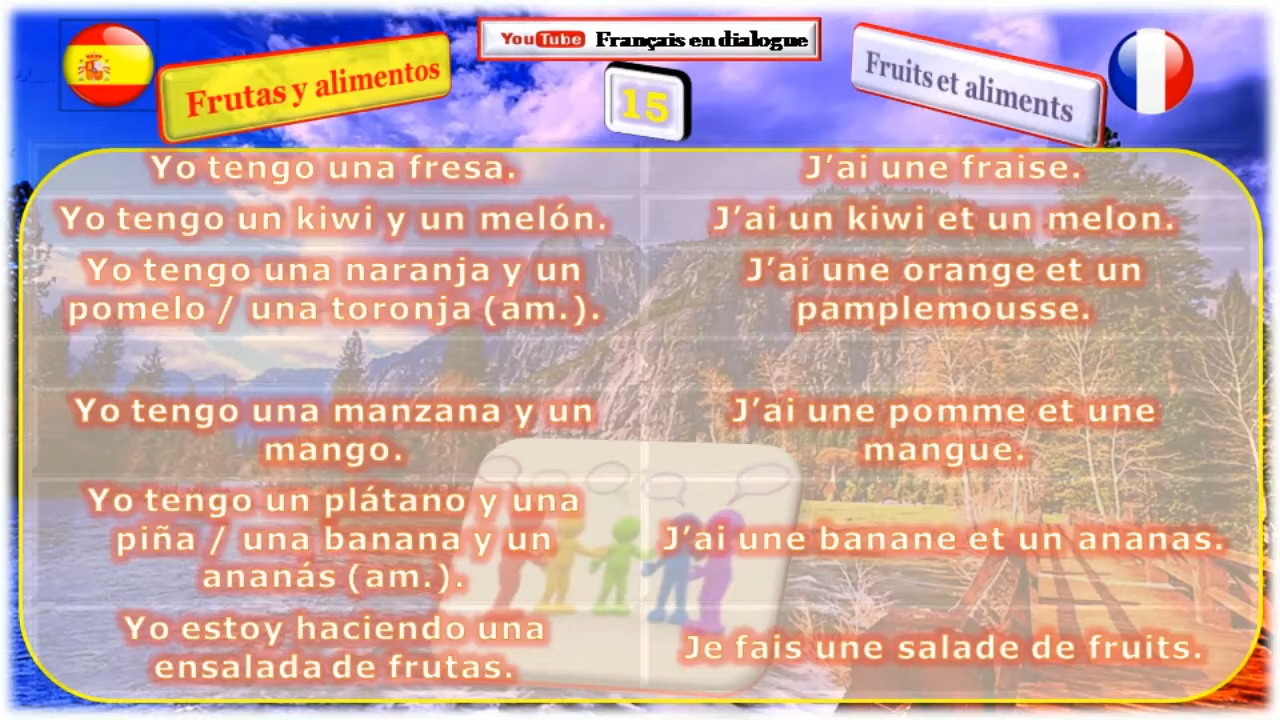 YouTube Français en dialogue
Frutas y alimentos
15
Fruits et aliments
Yo tengo una fresa.
J'ai une fraise.
Yo tengo un kiwi y un melón.
J'ai un kiwi et un melon.
Yo tengo una naranja y un
pomelo / una toronja (am.).
J'ai une orange et un
pamplemousse.
Yo tengo una manzana y un
mango.
J'ai une pomme et une
mangue.
Yo tengo un plátano y una
piña / una banana y un
ananás (am.).
J'ai une banane et un ananas.
Yo estoy haciendo una
ensalada de frutas.
Je fais une salade de fruits.